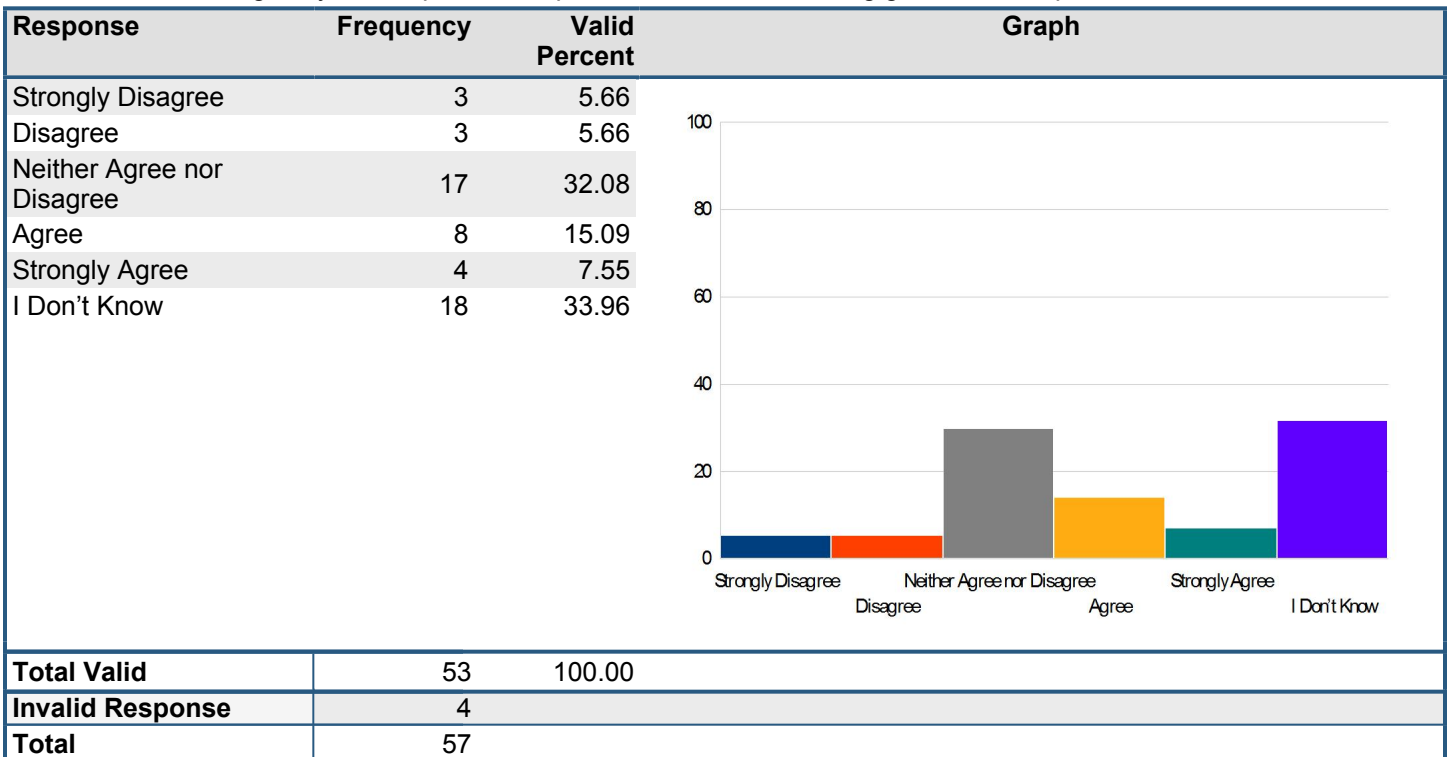 Response Frequency Valid Percent Graph
Strongly Disagree 3 5.66
Disagree 3 5.66
Neither Agree nor Disagree 17 32.08
Agree 8 15.09
Strongly Agree 4 7.55
I Don’t Know 18 33.96
100
80
60
40
20
0
Strongly Disagree Neither Agree nor Disagree Strongly Agree
Disagree Agree I Don't Know
Total Valid 53 100.00
Invalid Response 4
Total 57